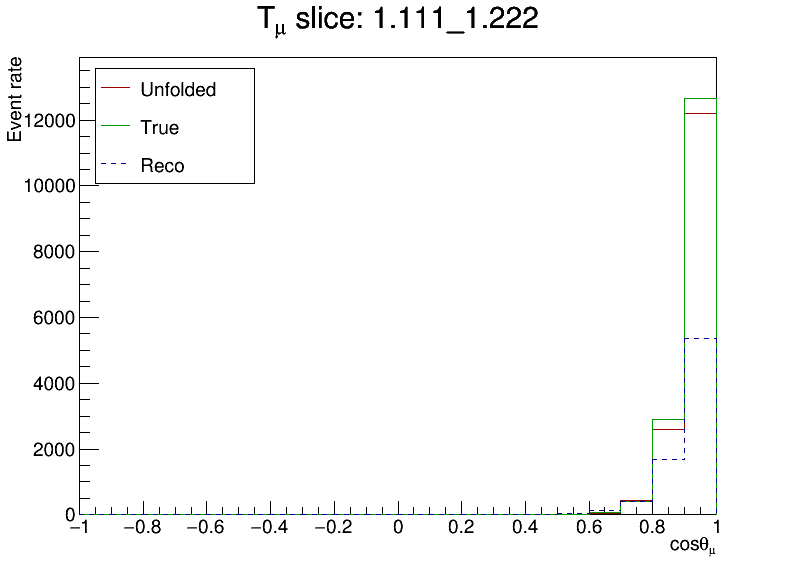 Tμ slice: 1.111_1.222
Event rate
Unfolded
True
Reco
12000
10000
8000
6000
4000
2000
0
−1 −0.8 −0.6 −0.4 −0.2 0 0.2 0.4 0.6 0.8 1
cosθμ